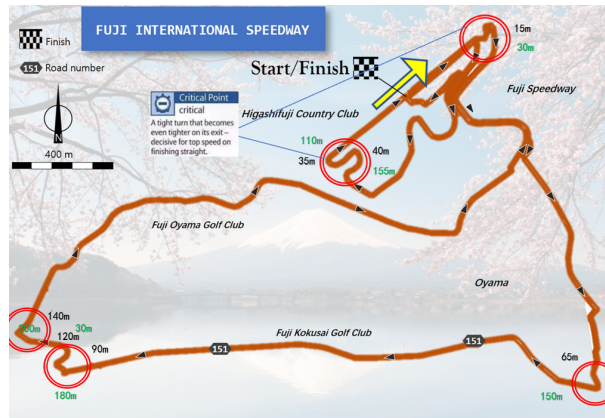 FUJI INTERNATIONAL SPEEDWAY
Finish
151 Road number
N
400 m
Critical Point
critical
A tight turn that becomes
even tighter on its exit –
decisive for top speed on
finishing straight.
Start/Finish
15m
30m
Fuji Speedway
Higashifuji Country Club
110m
35m
40m
155m
Fuji Oyama Golf Club
Oyama
140m
200m
30m
120m
90m
180m
Fuji Kokusai Golf Club
151
151
65m
150m